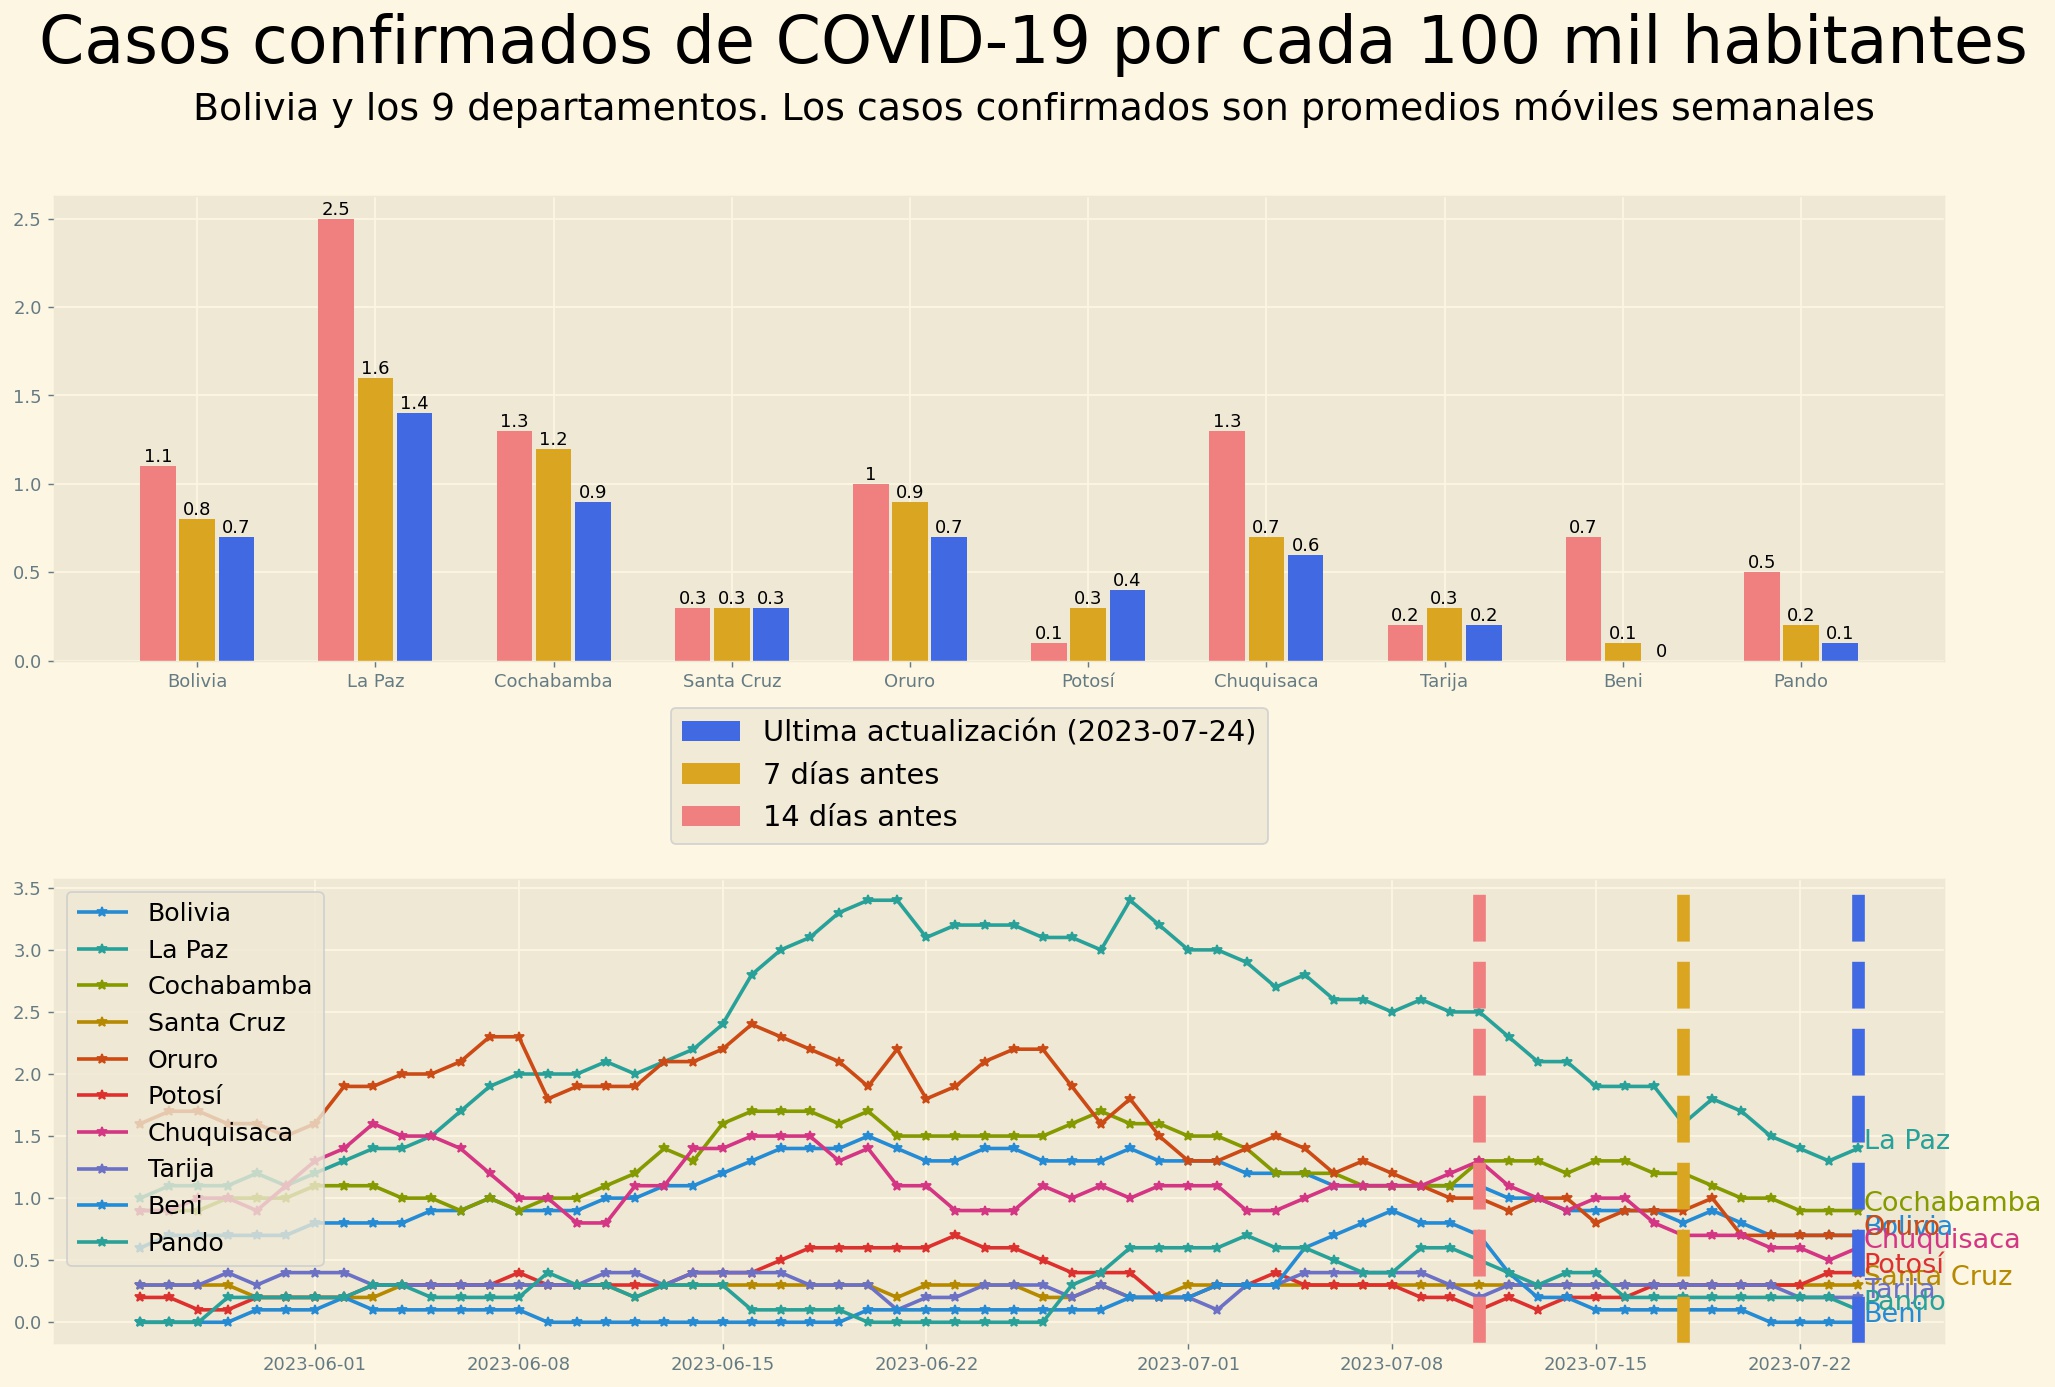 Casos confirmados de COVID-19 por cada 100 mil habitantes
Bolivia y los 9 departamentos. Los casos confirmados son promedios móviles semanales
2.5
2.0
1.5
1.0
0.5
0.0
1.1
0.8
0.7
2.5
1.6
1.4
1.3
1.2
0.9
0.3
0.3
0.3
1
0.9
0.7
0.1
0.3
0.4
1.3
0.7
0.6
0.2
0.3
0.2
0.7
0.1
0
0.5
0.2
0.1
Bolivia
La Paz
Cochabamba
Santa Cruz
Oruro
Potosí
Chuquisaca
Tarija
Beni
Pando
Ultima actualización (2023-07-24)
7 días antes
14 días antes
3.5
3.0
2.5
2.0
1.5
1.0
0.5
0.0
Bolivia
La Paz
Cochabamba
Santa Cruz
Oruro
Potosí
Chuquisaca
Tarija
Beni
Pando
La Paz
Cochabamba
Bolivia
Oruro
Chuquisaca
Potosí
Santa Cruz
Tarija
Pando
Beni
2023-06-01
2023-06-08
2023-06-15
2023-06-22
2023-07-01
2023-07-08
2023-07-15
2023-07-22